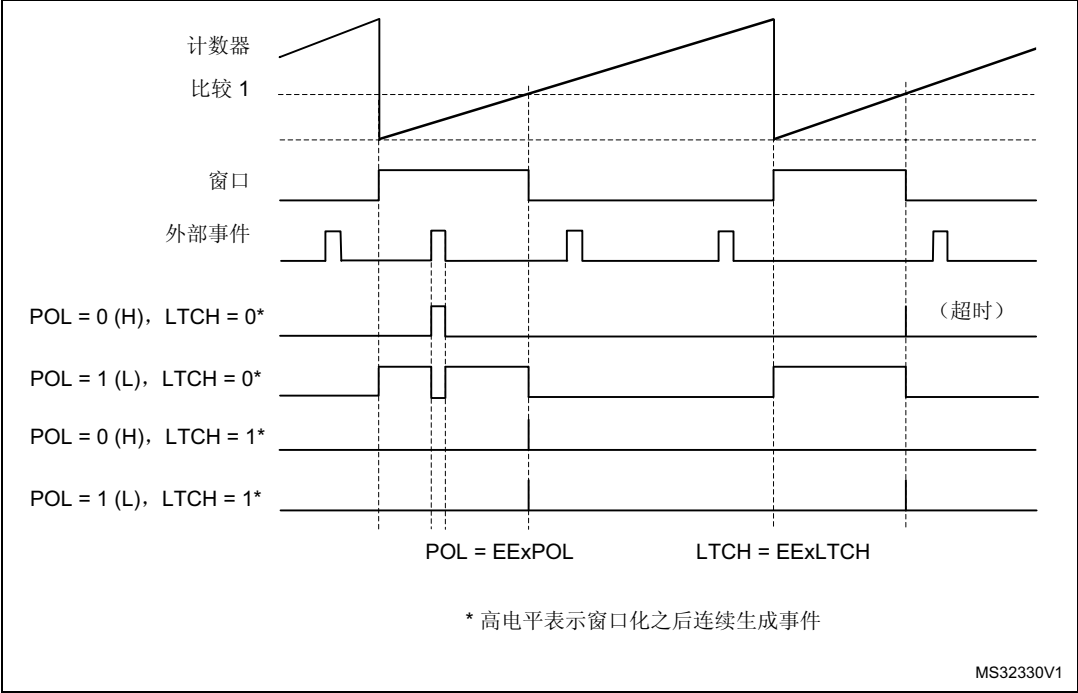 计数器
比较 1
窗口
外部事件
POL = 0 (H)，LTCH = 0*
（超时）
POL = 1 (L)，LTCH = 0*
POL = 0 (H)，LTCH = 1*
POL = 1 (L)，LTCH = 1*
POL = EExPOL
LTCH = EExLTCH
* 高电平表示窗口化之后连续生成事件
MS32330V1